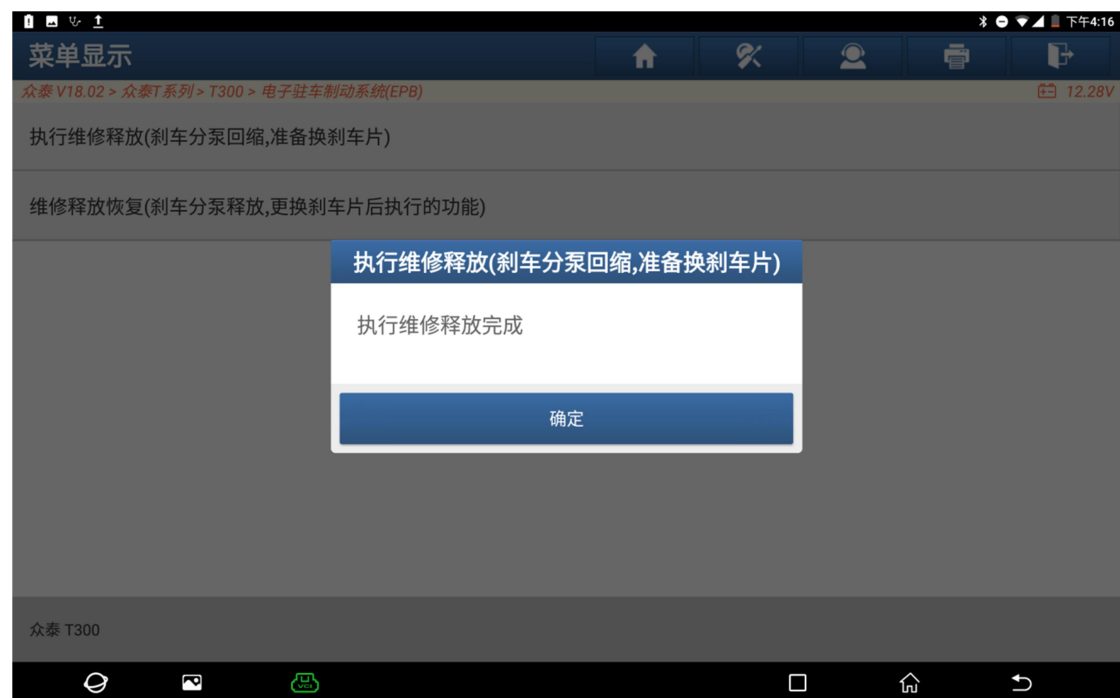 下午4:16
菜单显示
众泰 V18.02 > 众泰T系列 > T300 > 电子驻车制动系统(EPB)
12.28V
执行维修释放(刹车分泵回缩,准备换刹车片)
维修释放恢复(刹车分泵释放,更换刹车片后执行的功能)
执行维修释放(刹车分泵回缩,准备换刹车片)
执行维修释放完成
确定
众泰 T300
VCI